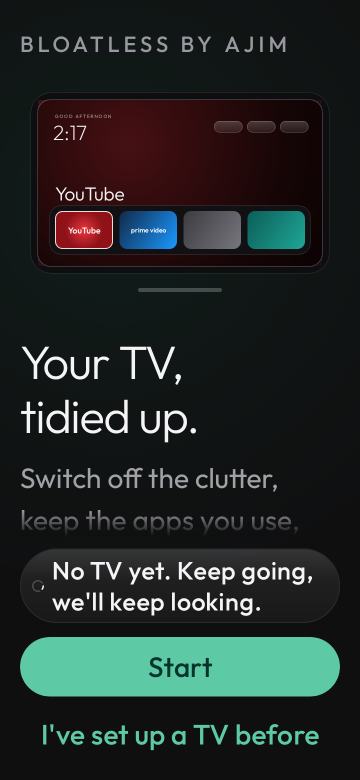 BLOATLESS BY AJIM
GOOD AFTERNOON
2:17
YouTube
YouTube
prime video
Your TV,
tidied up.
Switch off the clutter,
keep the apps you use,
No TV yet. Keep going,
we'll keep looking.
Start
I've set up a TV before